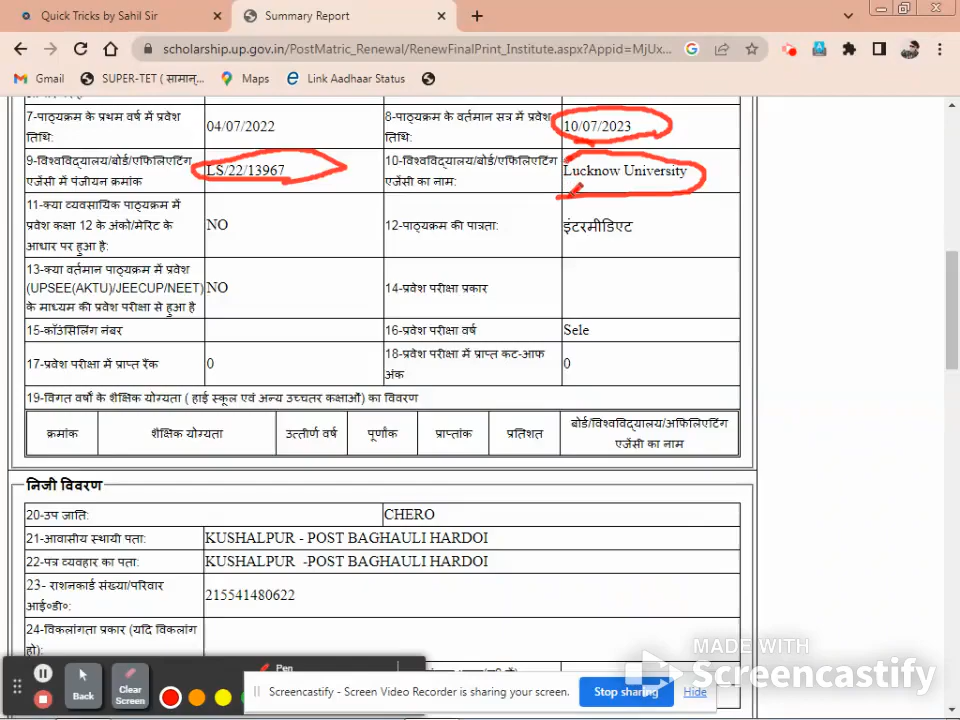 Quick Tricks by Sahil Sir
Summary Report
scholarship.up.gov.in/PostMatric_Renewal/RenewFinalPrint_Institute.aspx?Appid=MjUx...
Gmail SUPER-TET ( सामान्... Maps Link Aadhaar Status
7-पाठ्यक्रम के प्रथम वर्ष में प्रवेश तिथि: 04/07/2022 8-पाठ्यक्रम के वर्तमान सत्र में प्रवेश तिथि: 10/07/2023
9-विश्वविद्यालय/बोर्ड/एफिलिएटिंग एजेंसी में पंजीयन क्रमांक LS/22/13967 10-विश्वविद्यालय/बोर्ड/एफिलिएटिंग एजेंसी का नाम: Lucknow University
11-क्या व्यवसायिक पाठ्यक्रम में प्रवेश कक्षा 12 के अंको/मेरिट के आधार पर हुआ है: NO 12-पाठ्यक्रम की पात्रता: इंटरमीडिएट
13-क्या वर्तमान पाठ्यक्रम में प्रवेश (UPSEE(AKTU)/JEECUP/NEET) के माध्यम की प्रवेश परीक्षा से हुआ है NO 14-प्रवेश परीक्षा प्रकार
15-कॉउंसिलिंग नंबर 16-प्रवेश परीक्षा वर्ष Sele
17-प्रवेश परीक्षा में प्राप्त रैंक 0 18-प्रवेश परीक्षा में प्राप्त कट-आफ अंक 0
19-विगत वर्षों के शैक्षिक योग्यता ( हाई स्कूल एवं अन्य उच्चतर कक्षाओं) का विवरण
क्रमांक शैक्षिक योग्यता उत्तीर्ण वर्ष पूर्णांक प्राप्तांक प्रतिशत बोर्ड/विश्वविद्यालय/अफिलिएटिंग एजेंसी का नाम
निजी विवरण
20-उप जाति: CHERO
21-आवासीय स्थायी पता: KUSHALPUR - POST BAGHAULI HARDOI
22-पत्र व्यवहार का पता: KUSHALPUR -POST BAGHAULI HARDOI
23- राशनकार्ड संख्या/परिवार आई०डी०: 215541480622
24-विकलांगता प्रकार (यदि विकलांग हो):
MADE WITH
Screencastify
Back Clear Screen Pen
Screencastify - Screen Video Recorder is sharing your screen. Stop sharing Hide